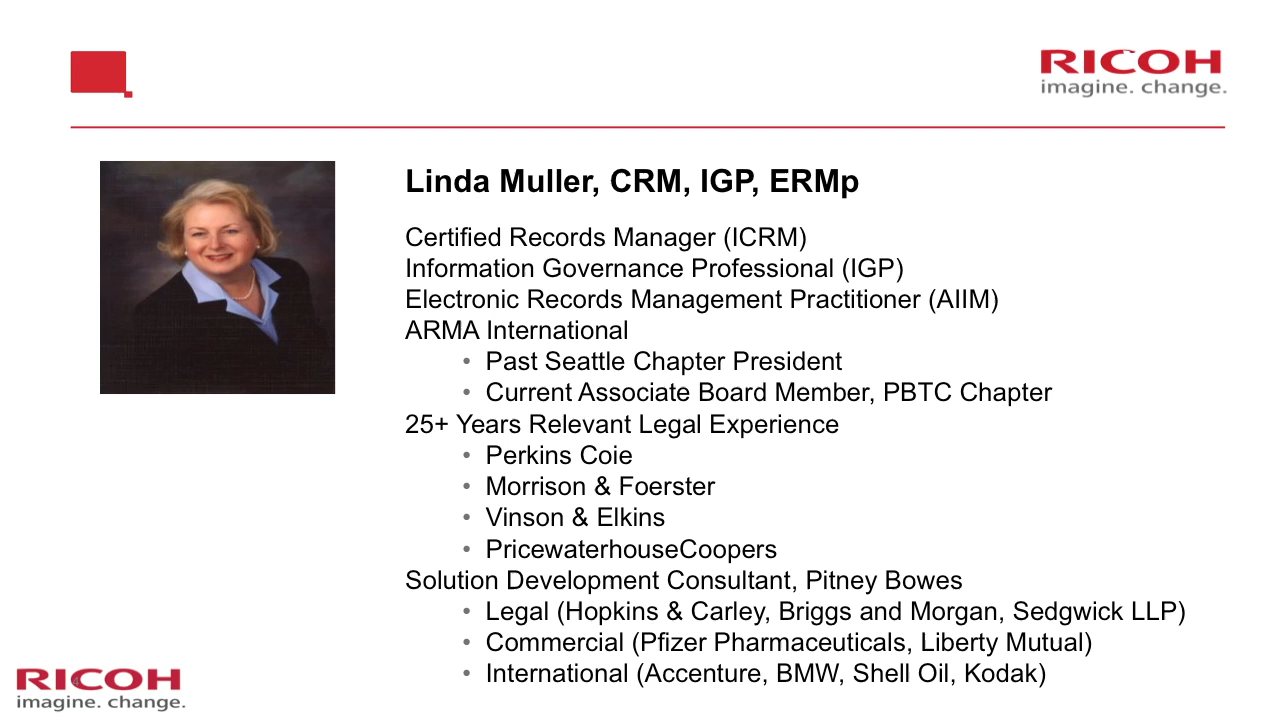 RICOH
imagine. change.
Linda Muller, CRM, IGP, ERMp
Certified Records Manager (ICRM)
Information Governance Professional (IGP)
Electronic Records Management Practitioner (AIIM)
ARMA International
• Past Seattle Chapter President
• Current Associate Board Member, PBTC Chapter
25+ Years Relevant Legal Experience
• Perkins Coie
• Morrison & Foerster
• Vinson & Elkins
• PricewaterhouseCoopers
Solution Development Consultant, Pitney Bowes
• Legal (Hopkins & Carley, Briggs and Morgan, Sedgwick LLP)
• Commercial (Pfizer Pharmaceuticals, Liberty Mutual)
• International (Accenture, BMW, Shell Oil, Kodak)
RICOH
imagine. change.